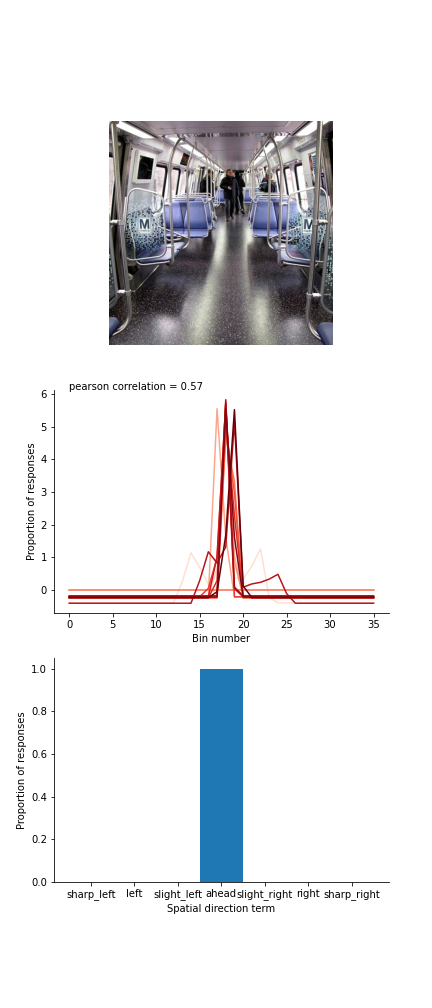 M
M
pearson correlation = 0.57
6
5
4
3
2
1
0
Proportion of responses
0 5 10 15 20 25 30 35
Bin number
1.0
0.8
0.6
0.4
0.2
0.0
Proportion of responses
sharp_left left slight_left ahead slight_right right sharp_right
Spatial direction term